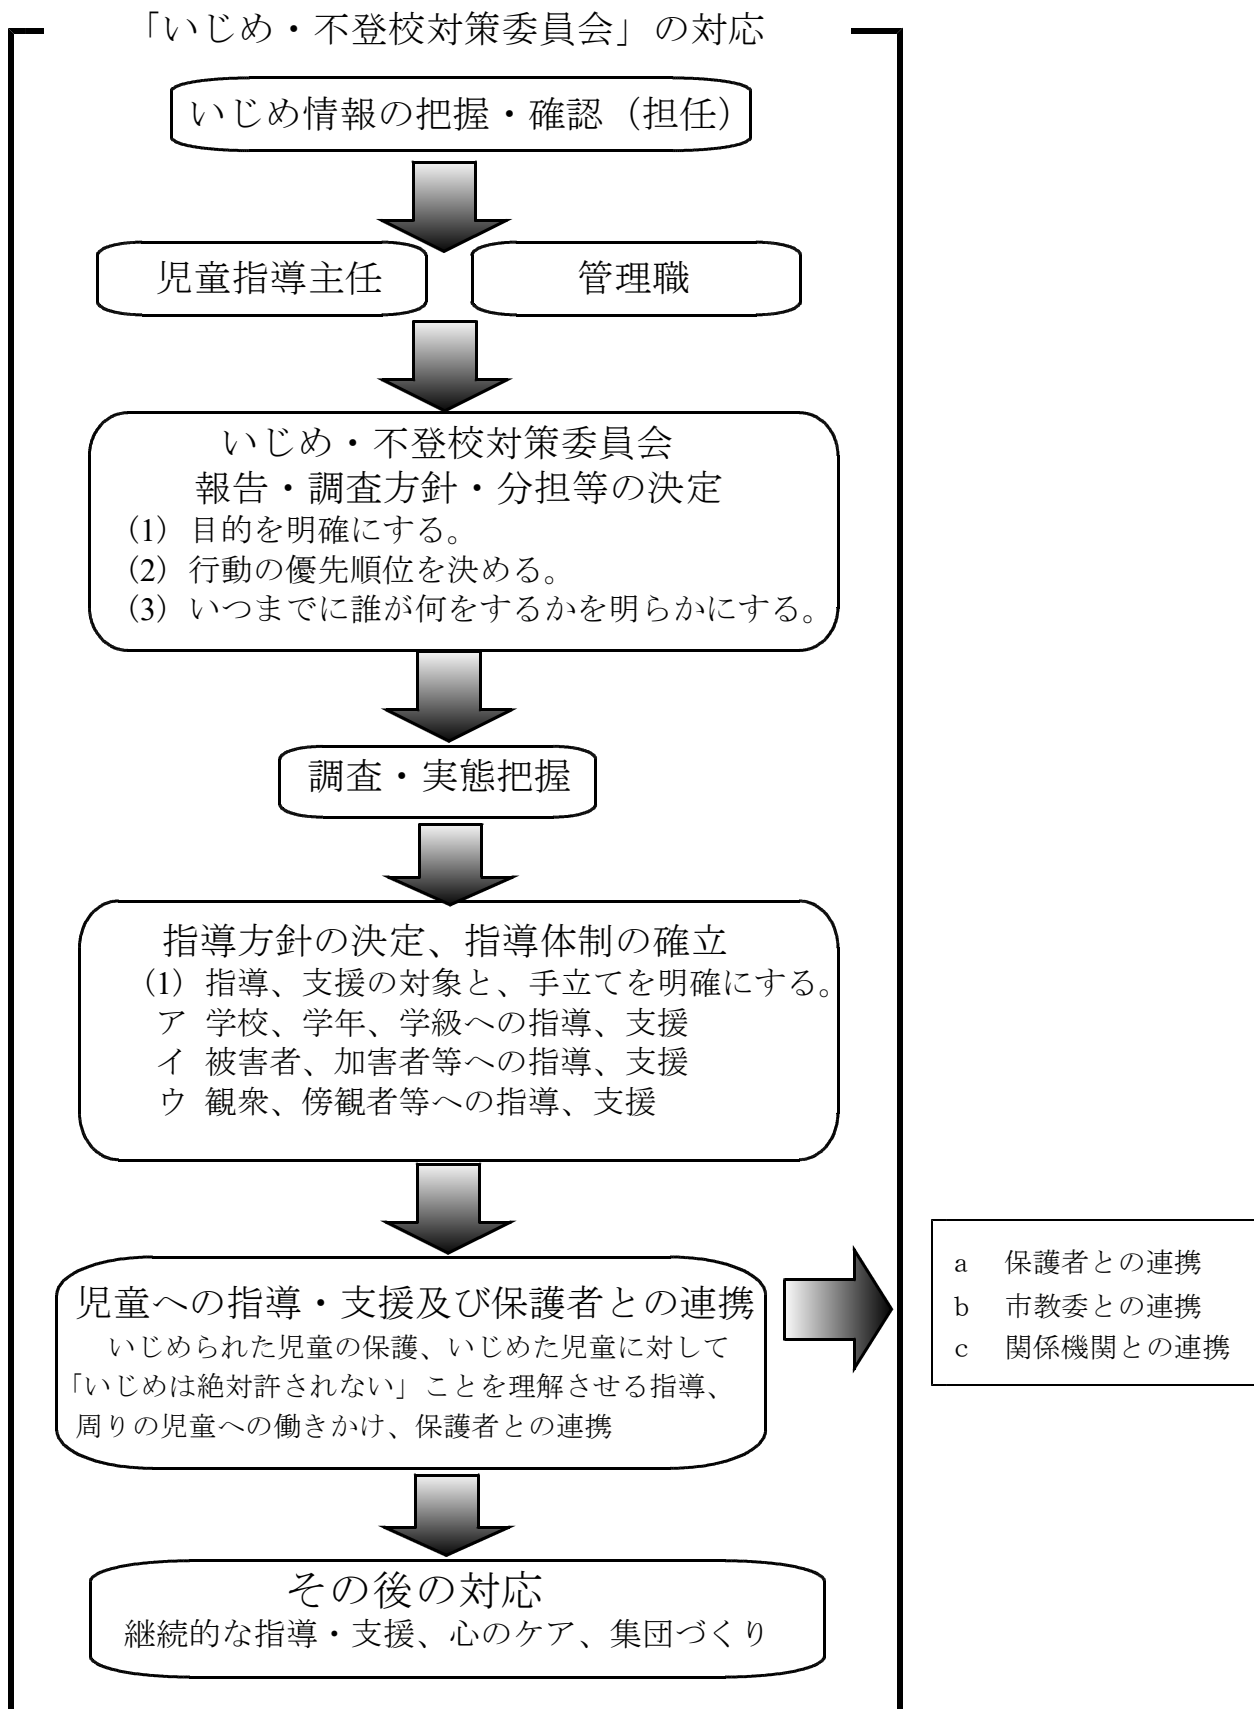 「いじめ・不登校対策委員会」の対応
いじめ情報の把握・確認（担任）
児童指導主任
管理職
いじめ・不登校対策委員会
報告・調査方針・分担等の決定
(1) 目的を明確にする。
(2) 行動の優先順位を決める。
(3) いつまでに誰が何をするかを明らかにする。
調査・実態把握
指導方針の決定、指導体制の確立
(1) 指導、支援の対象と、手立てを明確にする。
ア 学校、学年、学級への指導、支援
イ 被害者、加害者等への指導、支援
ウ 観衆、傍観者等への指導、支援
児童への指導・支援及び保護者との連携
いじめられた児童の保護、いじめた児童に対して
「いじめは絶対許されない」ことを理解させる指導、
周りの児童への働きかけ、保護者との連携
a 保護者との連携
b 市教委との連携
c 関係機関との連携
その後の対応
継続的な指導・支援、心のケア、集団づくり